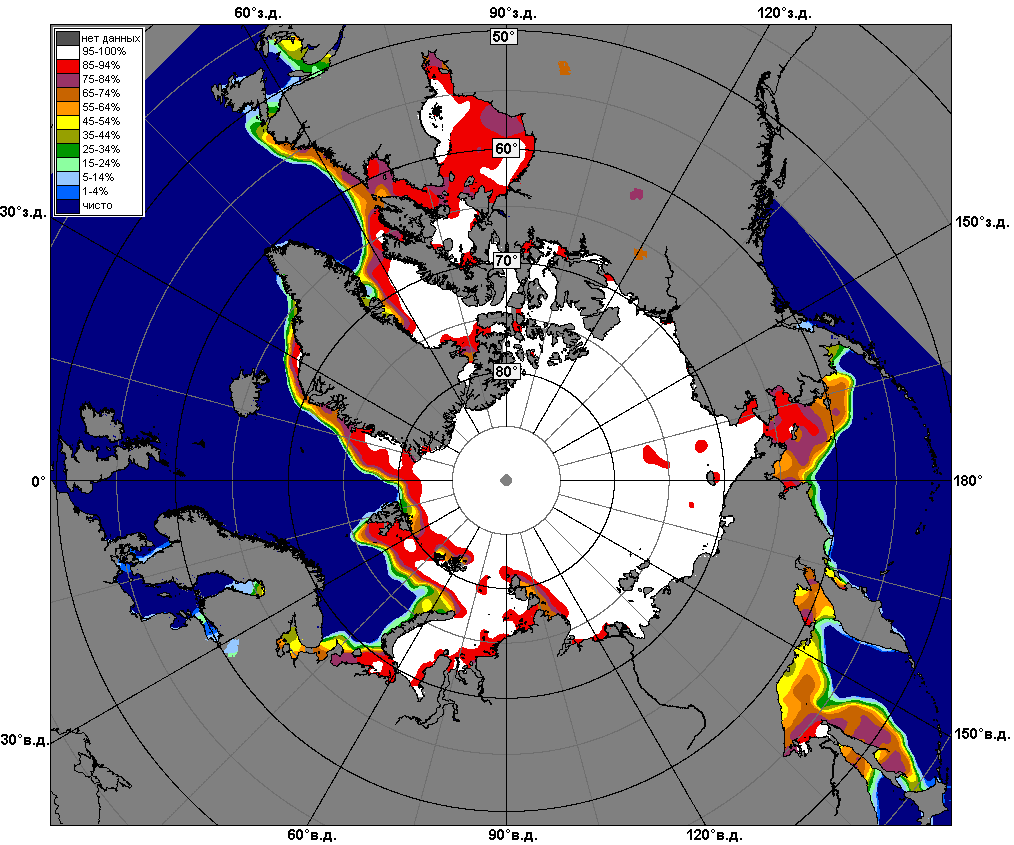 60°з.д.
90°з.д.
120°з.д.
нет данных
95-100%
85-94%
75-84%
65-74%
55-64%
45-54%
35-44%
25-34%
15-24%
5-14%
1-4%
чисто
50°
60°
70°
80°
30°з.д.
150°з.д.
0°
180°
30°в.д.
150°в.д.
60°в.д.
90°в.д.
120°в.д.